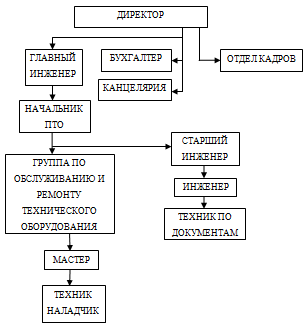 ДИРЕКТОР
ГЛАВНЫЙ
ИНЖЕНЕР
БУХГАЛТЕР
ОТДЕЛ КАДРОВ
КАНЦЕЛЯРИЯ
НАЧАЛЬНИК
ПТО
СТАРШИЙ
ИНЖЕНЕР
ГРУППА ПО
ОБСЛУЖИВАНИЮ И
РЕМОНТУ
ТЕХНИЧЕСКОГО
ОБОРУДОВАНИЯ
ИНЖЕНЕР
ТЕХНИК ПО
ДОКУМЕНТАМ
МАСТЕР
ТЕХНИК
НАЛАДЧИК